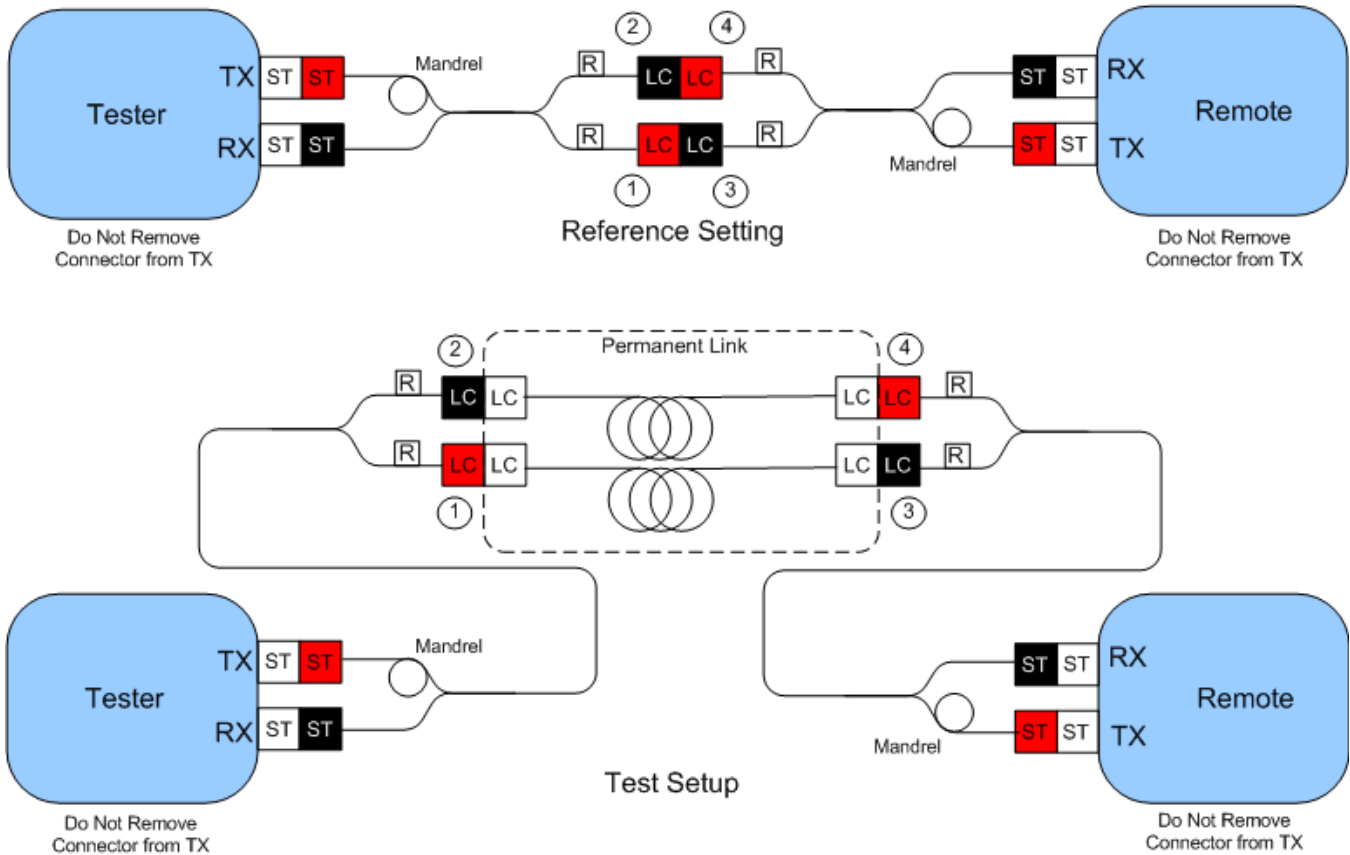 2 4
TX ST ST Mandrel R LC LC R ST ST RX
Tester Remote
RX ST ST R LC LC R Mandrel ST ST TX
1 3
Reference Setting
Do Not Remove
Connector from TX
Do Not Remove
Connector from TX
2 Permanent Link 4
R LC LC LC LC R
R LC LC LC LC R
1 3
TX ST ST Mandrel ST ST RX
Tester Remote
RX ST ST Mandrel ST ST TX
Test Setup
Do Not Remove
Connector from TX
Do Not Remove
Connector from TX